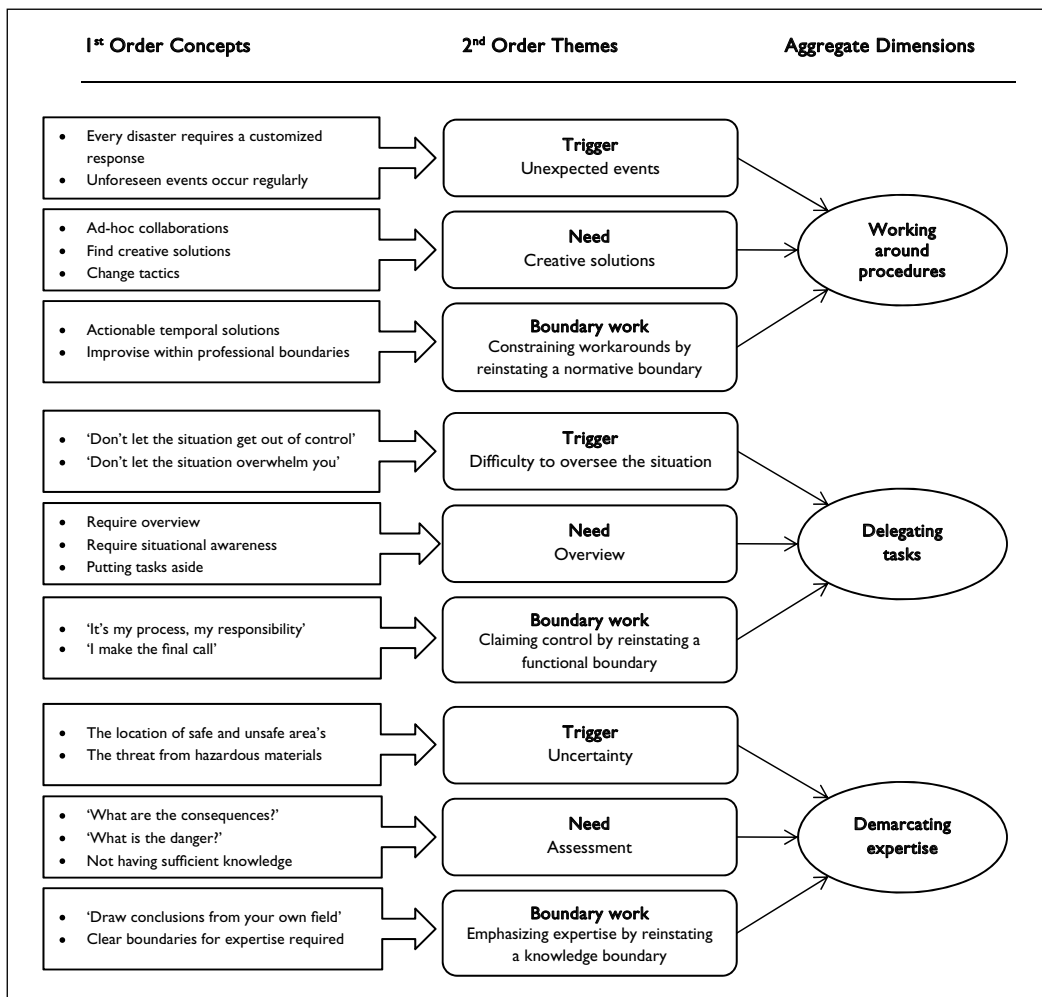 1st Order Concepts
2nd Order Themes
Aggregate Dimensions
• Every disaster requires a customized
response
• Unforeseen events occur regularly
Trigger
Unexpected events
• Ad-hoc collaborations
• Find creative solutions
• Change tactics
Need
Creative solutions
• Actionable temporal solutions
• Improvise within professional boundaries
Boundary work
Constraining workarounds by
reinstating a normative boundary
Working
around
procedures
• ‘Don’t let the situation get out of control’
• ‘Don’t let the situation overwhelm you’
Trigger
Difficulty to oversee the situation
• Require overview
• Require situational awareness
• Putting tasks aside
Need
Overview
• ‘It’s my process, my responsibility’
• ‘I make the final call’
Boundary work
Claiming control by reinstating a
functional boundary
Delegating
tasks
• The location of safe and unsafe area’s
• The threat from hazardous materials
Trigger
Uncertainty
• ‘What are the consequences?’
• ‘What is the danger?’
• Not having sufficient knowledge
Need
Assessment
• ‘Draw conclusions from your own field’
• Clear boundaries for expertise required
Boundary work
Emphasizing expertise by reinstating
a knowledge boundary
Demarcating
expertise